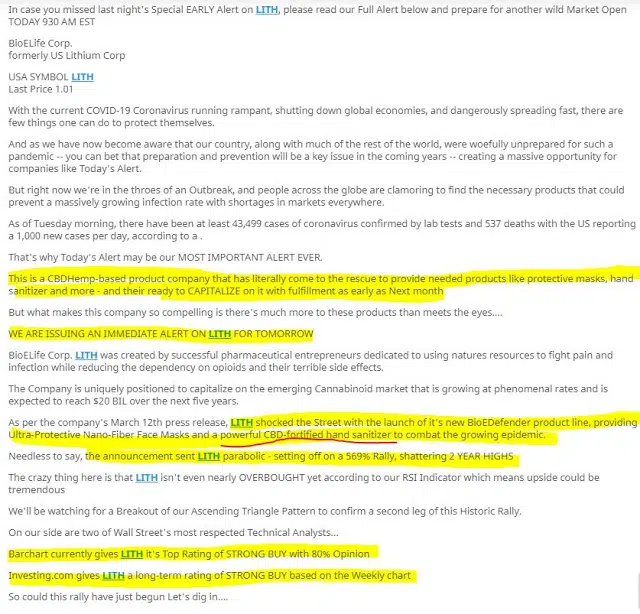 In case you missed last night's Special EARLY Alert on LITH, please read our Full Alert below and prepare for another wild Market Open
TODAY 930 AM EST
BioELife Corp.
formerly US Lithium Corp
USA SYMBOL LITH
Last Price 1.01
With the current COVID-19 Coronavirus running rampant, shutting down global economies, and dangerously spreading fast, there are
few things one can do to protect themselves.
And as we have now become aware that our country, along with much of the rest of the world, were woefully unprepared for such a
pandemic -- you can bet that preparation and prevention will be a key issue in the coming years -- creating a massive opportunity for
companies like Today's Alert.
But right now we're in the throes of an Outbreak, and people across the globe are clamoring to find the necessary products that could
prevent a massively growing infection rate with shortages in markets everywhere.
As of Tuesday morning, there have been at least 43,499 cases of coronavirus confirmed by lab tests and 537 deaths with the US reporting
a 1,000 new cases per day, according to a .
That's why Today's Alert may be our MOST IMPORTANT ALERT EVER.
This is a CBDHemp-based product company that has literally come to the rescue to provide needed products like protective masks, hand
sanitizer and more - and their ready to CAPITALIZE on it with fulfillment as early as Next month
But what makes this company so compelling is there's much more to these products than meets the eyes....
WE ARE ISSUING AN IMMEDIATE ALERT ON LITH FOR TOMORROW
BioELife Corp. LITH was created by successful pharmaceutical entrepreneurs dedicated to using natures resources to fight pain and
infection while reducing the dependency on opioids and their terrible side effects.
The Company is uniquely positioned to capitalize on the emerging Cannabinoid market that is growing at phenomenal rates and is
expected to reach $20 BIL over the next five years.
As per the company's March 12th press release, LITH shocked the Street with the launch of it's new BioEDefender product line, providing
Ultra-Protective Nano-Fiber Face Masks and a powerful CBD-fortified hand sanitizer to combat the growing epidemic.
Needless to say, the announcement sent LITH parabolic - setting off on a 569% Rally, shattering 2 YEAR HIGHS
The crazy thing here is that LITH isn't even nearly OVERBOUGHT yet according to our RSI Indicator which means upside could be
tremendous
We'll be watching for a Breakout of our Ascending Triangle Pattern to confirm a second leg of this Historic Rally.
On our side are two of Wall Street's most respected Technical Analysts...
Barchart currently gives LITH it's Top Rating of STRONG BUY with 80% Opinion
Investing.com gives LITH a long-term rating of STRONG BUY based on the Weekly chart
So could this rally have just begun Let's dig in....